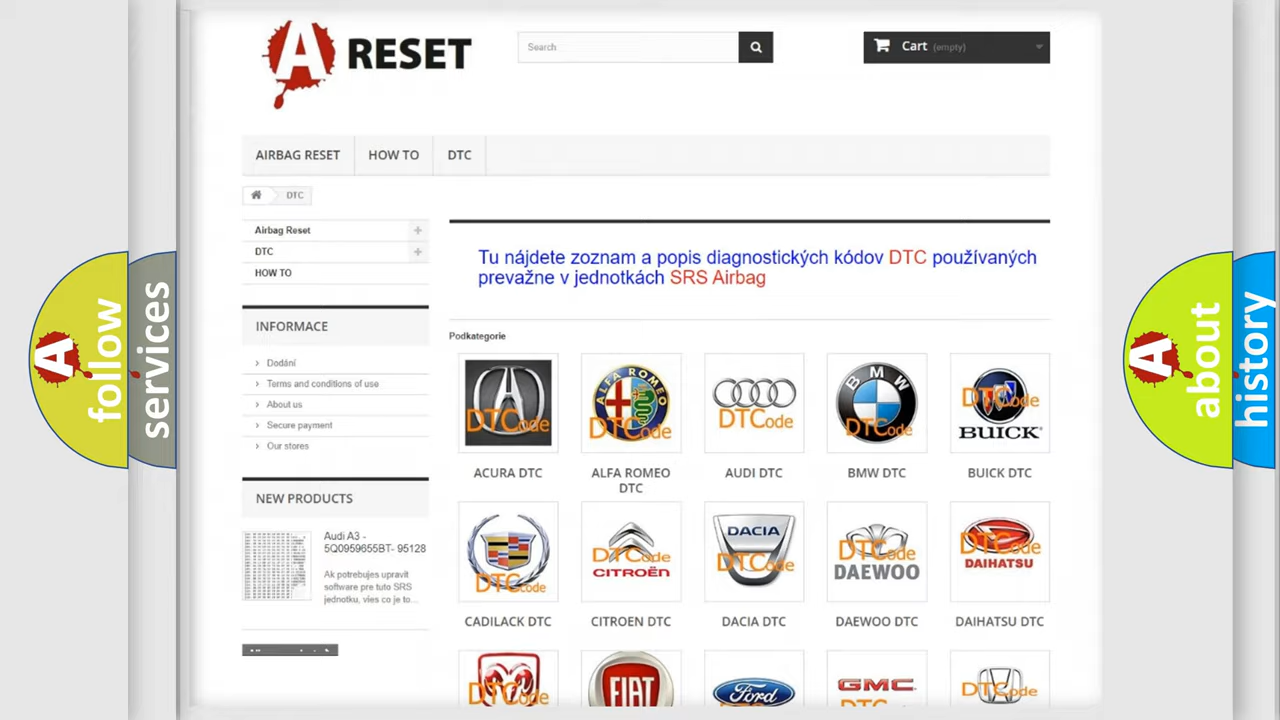 A RESET
Search
Cart (empty)
AIRBAG RESET
HOW TO
DTC
DTC
Airbag Reset
DTC
HOW TO
Tu nájdete zoznam a popis diagnostických kódov DTC používaných
prevažne v jednotkách SRS Airbag
INFORMACE
Podkategorie
Dodání
Terms and conditions of use
About us
Secure payment
Our stores
DTCode
ALFA ROMEO
DTCode
DTCode
BMW
DTCode
DTCode
BUICK
ACURA DTC
ALFA ROMEO
DTC
AUDI DTC
BMW DTC
BUICK DTC
NEW PRODUCTS
Audi A3 -
5Q0959655BT- 95128
Ak potrebujes upravit
software pre tuto SRS
jednotku, vies co je to...
DTCode
DTCode
CITROËN
DACIA
DTCode
DTCode
DAEWOO
DTCode
DAIHATSU
CADILACK DTC
CITROEN DTC
DACIA DTC
DAEWOO DTC
DAIHATSU DTC
DTCode
FIAT
Ford
GMC
DTCode
A
follow
services
A
about
history